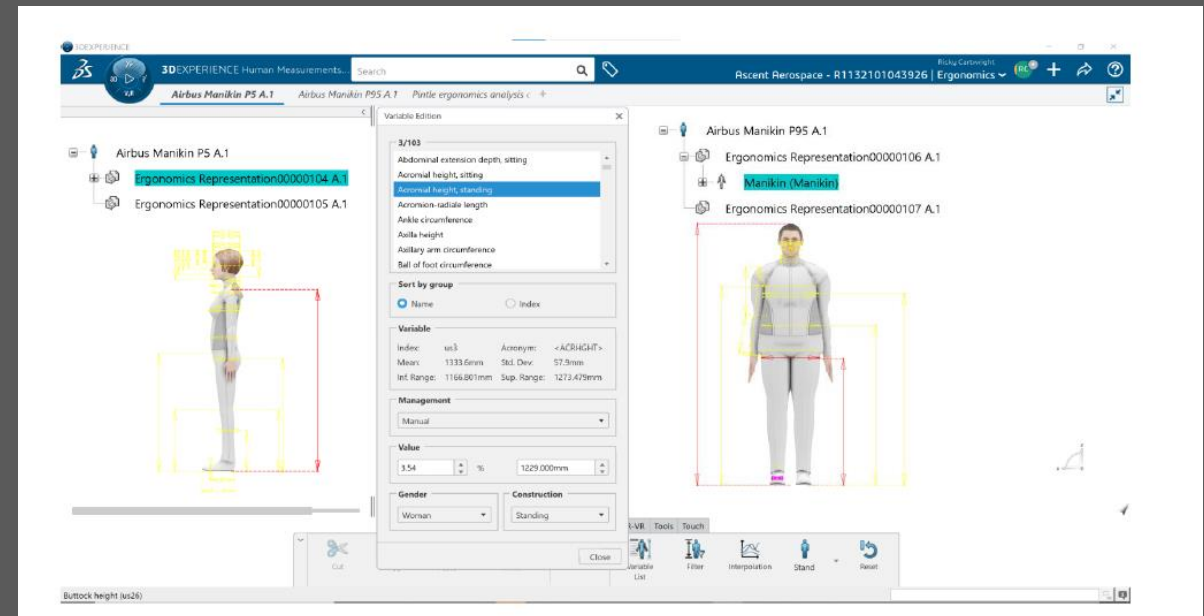 3DEXPERIENCE
3DEXPERIENCE Human Measurements...
Search
Ricky Cartwright
Ascent Aerospace - R1132101043926 | Ergonomics
Airbus Manikin P5 A.1
Airbus Manikin P95 A.1
Pintle ergonomics analysis
Airbus Manikin P5 A.1
Ergonomics Representation00000104 A.1
Ergonomics Representation00000105 A.1
Variable Edition
3/103
Abdominal extension depth, sitting
Acromial height, sitting
Acromial height, standing
Acromion-radiale length
Ankle circumference
Axilla height
Axillary arm circumference
Ball of foot circumference
Sort by group
Name
Index
Variable
Index: us3 Acronym: <ACRHGHT>
Mean: 1333.6mm Std. Dev: 57.9mm
Inf. Range: 1166.801mm Sup. Range: 1273.479mm
Management
Manual
Value
3.54 % 1229.000mm
Gender
Woman
Construction
Standing
Close
Airbus Manikin P95 A.1
Ergonomics Representation00000106 A.1
Manikin (Manikin)
Ergonomics Representation00000107 A.1
R-VR Tools Touch
Cut
Variable List
Filter
Interpolation
Stand
Reset
Buttock height (us26)